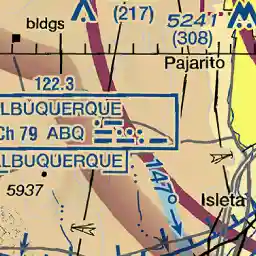 bldgs
(217)
5241
(308)
Pajarito
122.3
ALBUQUERQUE
Ch 79 ABQ
ALBUQUERQUE
5937
147°
Isleta